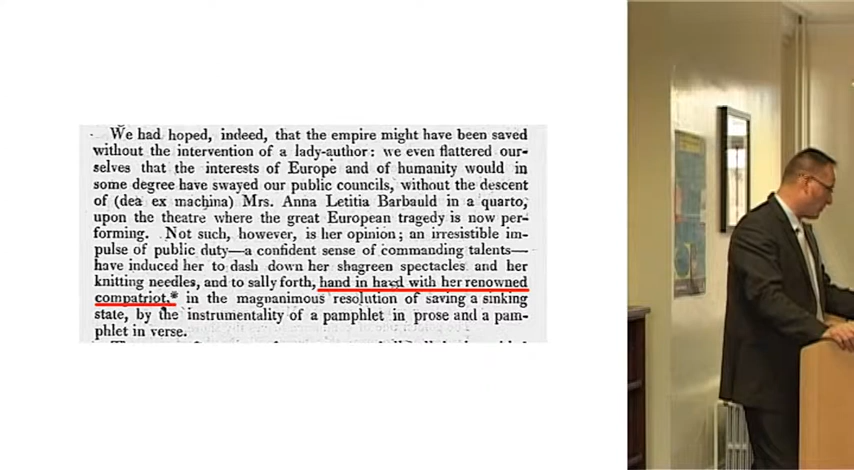 We had hoped, indeed, that the empire might have been saved
without the intervention of a lady-author: we even flattered our-
selves that the interests of Europe and of humanity would in
some degree have swayed our public councils, without the descent
of (dea ex machina) Mrs. Anna Letitia Barbauld in a quarto,
upon the theatre where the great European tragedy is now per-
forming. Not such, however, is her opinion; an irresistible im-
pulse of public duty—a confident sense of commanding talents—
have induced her to dash down her shagreen spectacles and her
knitting needles, and to sally forth, hand in hand with her renowned
compatriot,* in the magnanimous resolution of saving a sinking
state, by the instrumentality of a pamphlet in prose and a pam-
phlet in verse.